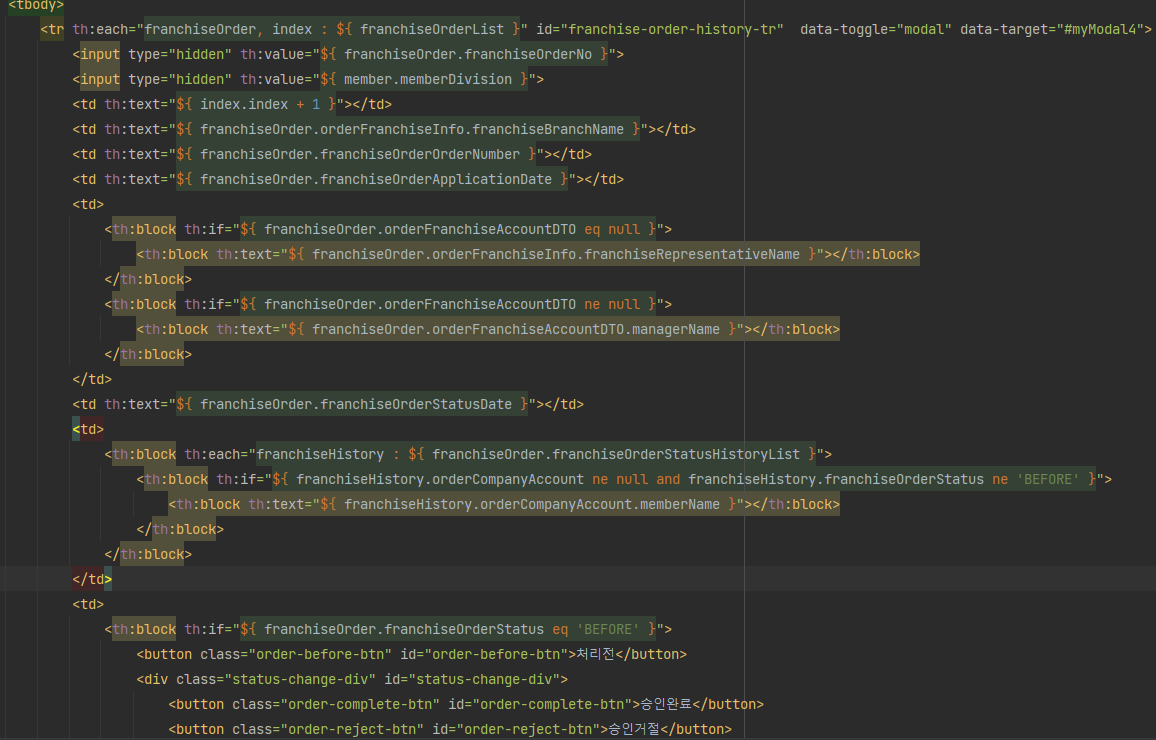 <tbody>
<tr th:each="franchiseOrder, index : ${ franchiseOrderList }" id="franchise-order-history-tr"  data-toggle="modal" data-target="#myModal4">
<input type="hidden" th:value="${ franchiseOrder.franchiseOrderNo }">
<input type="hidden" th:value="${ member.memberDivision }">
<td th:text="${ index.index + 1 }"></td>
<td th:text="${ franchiseOrder.orderFranchiseInfo.franchiseBranchName }"></td>
<td th:text="${ franchiseOrder.franchiseOrderOrderNumber }"></td>
<td th:text="${ franchiseOrder.franchiseOrderApplicationDate }"></td>
<td>
<th:block th:if="${ franchiseOrder.orderFranchiseAccountDTO eq null }">
<th:block th:text="${ franchiseOrder.orderFranchiseInfo.franchiseRepresentativeName }"></th:block>
</th:block>
<th:block th:if="${ franchiseOrder.orderFranchiseAccountDTO ne null }">
<th:block th:text="${ franchiseOrder.orderFranchiseAccountDTO.managerName }"></th:block>
</th:block>
</td>
<td th:text="${ franchiseOrder.franchiseOrderStatusDate }"></td>
<td>
<th:block th:each="franchiseHistory : ${ franchiseOrder.franchiseOrderStatusHistoryList }">
<th:block th:if="${ franchiseHistory.orderCompanyAccount ne null and franchiseHistory.franchiseOrderStatus ne 'BEFORE' }">
<th:block th:text="${ franchiseHistory.orderCompanyAccount.memberName }"></th:block>
</th:block>
</th:block>
</td>
<td>
<th:block th:if="${ franchiseOrder.franchiseOrderStatus eq 'BEFORE' }">
<button class="order-before-btn" id="order-before-btn">처리전</button>
<div class="status-change-div" id="status-change-div">
<button class="order-complete-btn" id="order-complete-btn">승인완료</button>
<button class="order-reject-btn" id="order-reject-btn">승인거절</button>